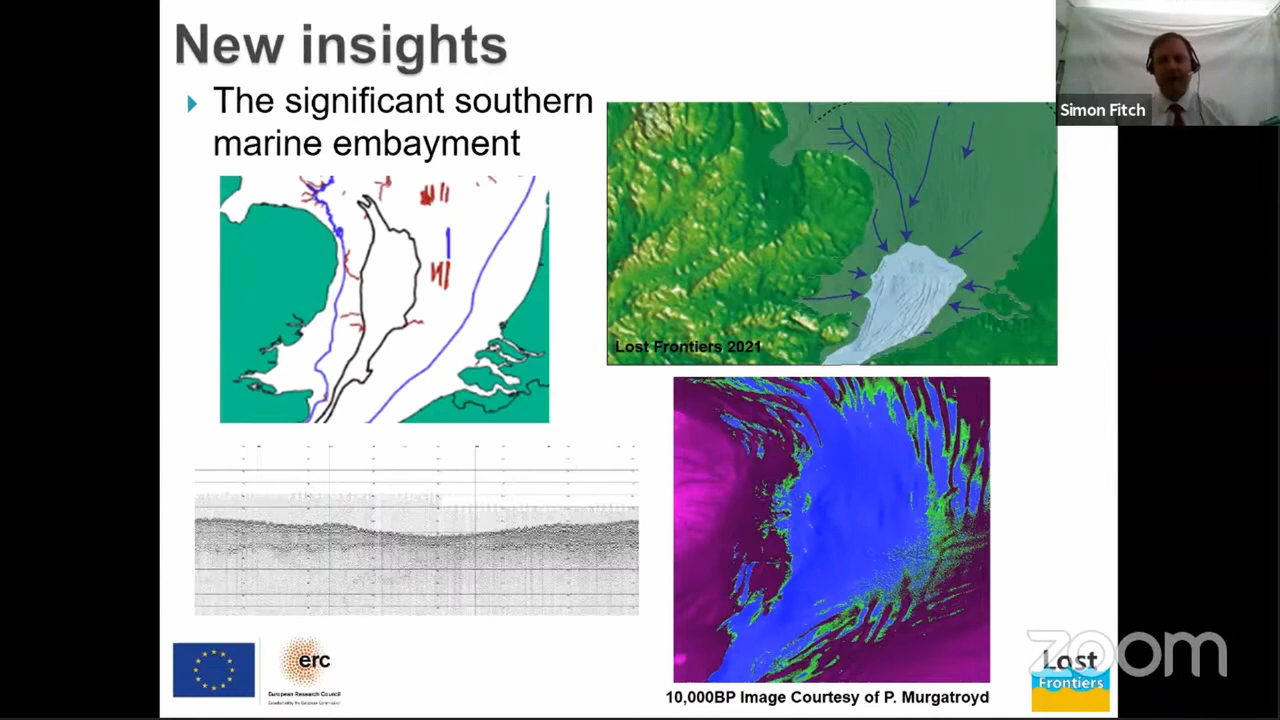 New insights
The significant southern
marine embayment
Simon Fitch
Lost Frontiers 2021
10,000BP Image Courtesy of P. Murgatroyd
erc
European Research Council
zoom
Lost
Frontiers